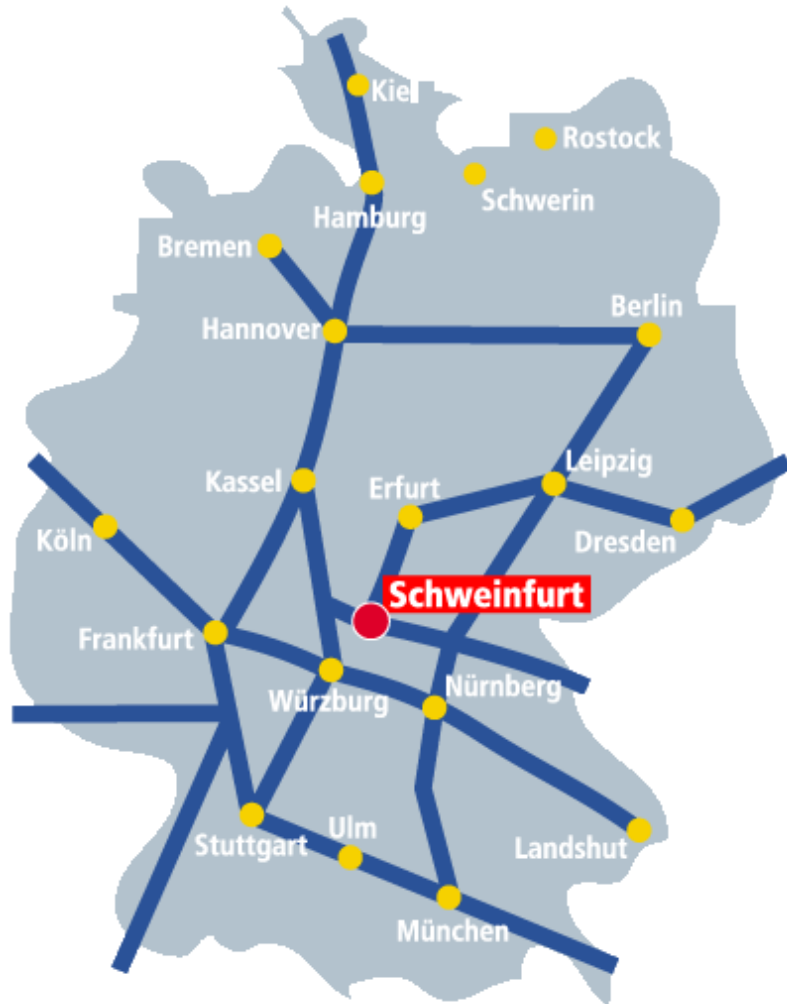 Kiel
Rostock
Schwerin
Hamburg
Bremen
Berlin
Hannover
Leipzig
Kassel
Erfurt
Köln
Dresden
Schweinfurt
Frankfurt
Würzburg
Nürnberg
Ulm
Stuttgart
Landshut
München